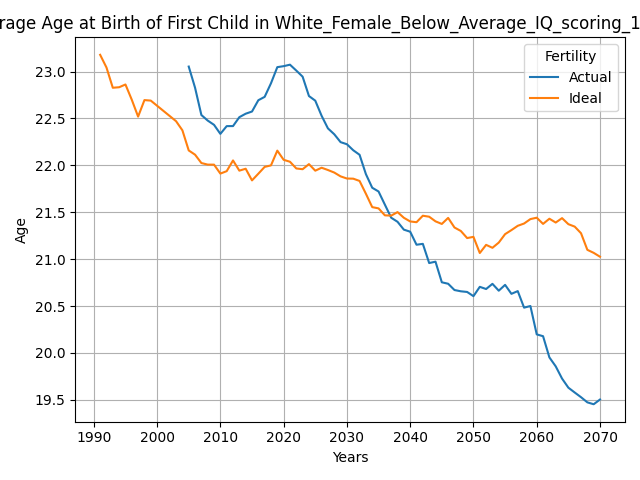 rage Age at Birth of First Child in White_Female_Below_Average_IQ_scoring_1
Fertility
Actual
Ideal
23.0
22.5
22.0
21.5
21.0
20.5
20.0
19.5
Age
1990 2000 2010 2020 2030 2040 2050 2060 2070
Years